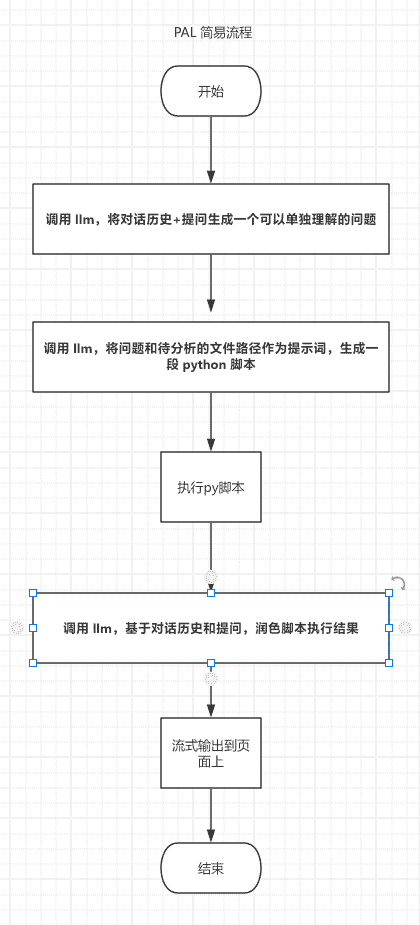 PAL 简易流程
开始
调用 llm，将对话历史+提问生成一个可以单独理解的问题
调用 llm，将问题和待分析的文件路径作为提示词，生成一
段 python 脚本
执行py脚本
调用 llm，基于对话历史和提问，润色脚本执行结果
流式输出到页
面上
结束